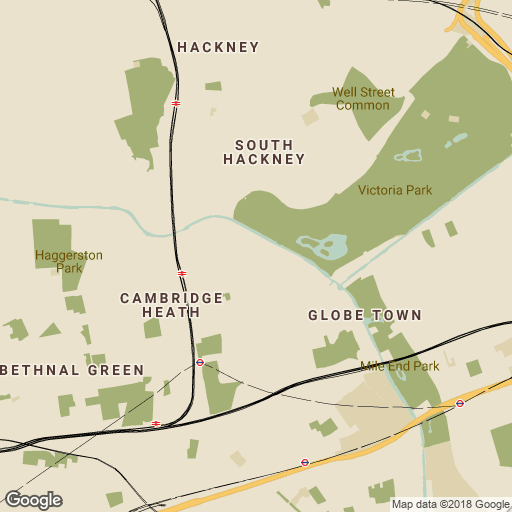 HACKNEY
Well Street
Common
SOUTH
HACKNEY
Victoria Park
Haggerston
Park
CAMBRIDGE
HEATH
GLOBE TOWN
BETHNAL GREEN
Mile End Park
Google
Map data ©2018 Google
Google